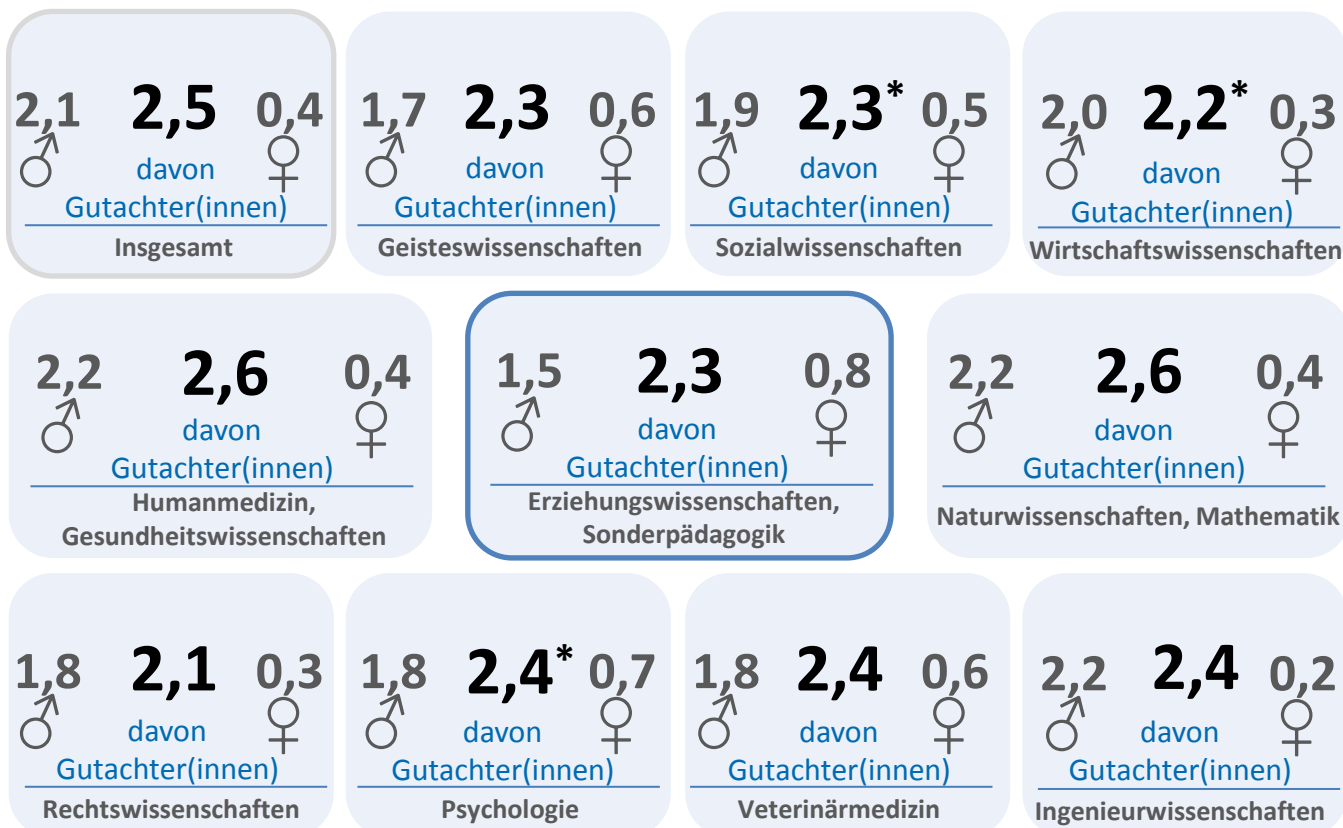 2,1 2,5 0,4
davon
Gutachter(innen)
Insgesamt
1,7 2,3 0,6
davon
Gutachter(innen)
Geisteswissenschaften
1,9 2,3* 0,5
davon
Gutachter(innen)
Sozialwissenschaften
2,0 2,2* 0,3
davon
Gutachter(innen)
Wirtschaftswissenschaften
2,2 2,6 0,4
davon
Gutachter(innen)
Humanmedizin,
Gesundheitswissenschaften
1,5 2,3 0,8
davon
Gutachter(innen)
Erziehungswissenschaften,
Sonderpädagogik
2,2 2,6 0,4
davon
Gutachter(innen)
Naturwissenschaften, Mathematik
1,8 2,1 0,3
davon
Gutachter(innen)
Rechtswissenschaften
1,8 2,4* 0,7
davon
Gutachter(innen)
Psychologie
1,8 2,4 0,6
davon
Gutachter(innen)
Veterinärmedizin
2,2 2,4 0,2
davon
Gutachter(innen)
Ingenieurwissenschaften